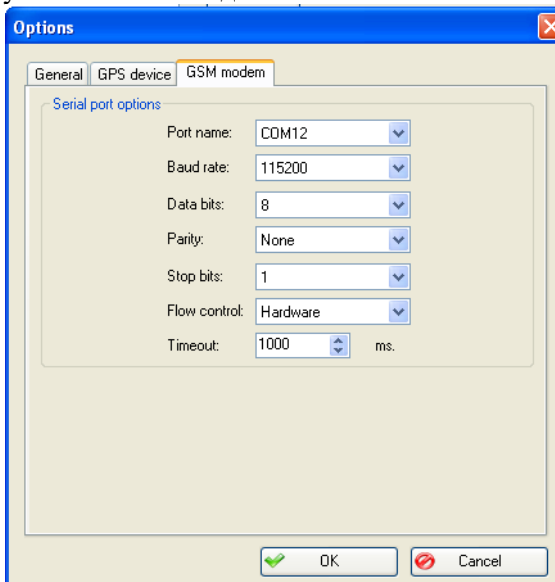 Options
General GPS device GSM modem
Serial port options
Port name: COM12
Baud rate: 115200
Data bits: 8
Parity: None
Stop bits: 1
Flow control: Hardware
Timeout: 1000 ms.
OK Cancel